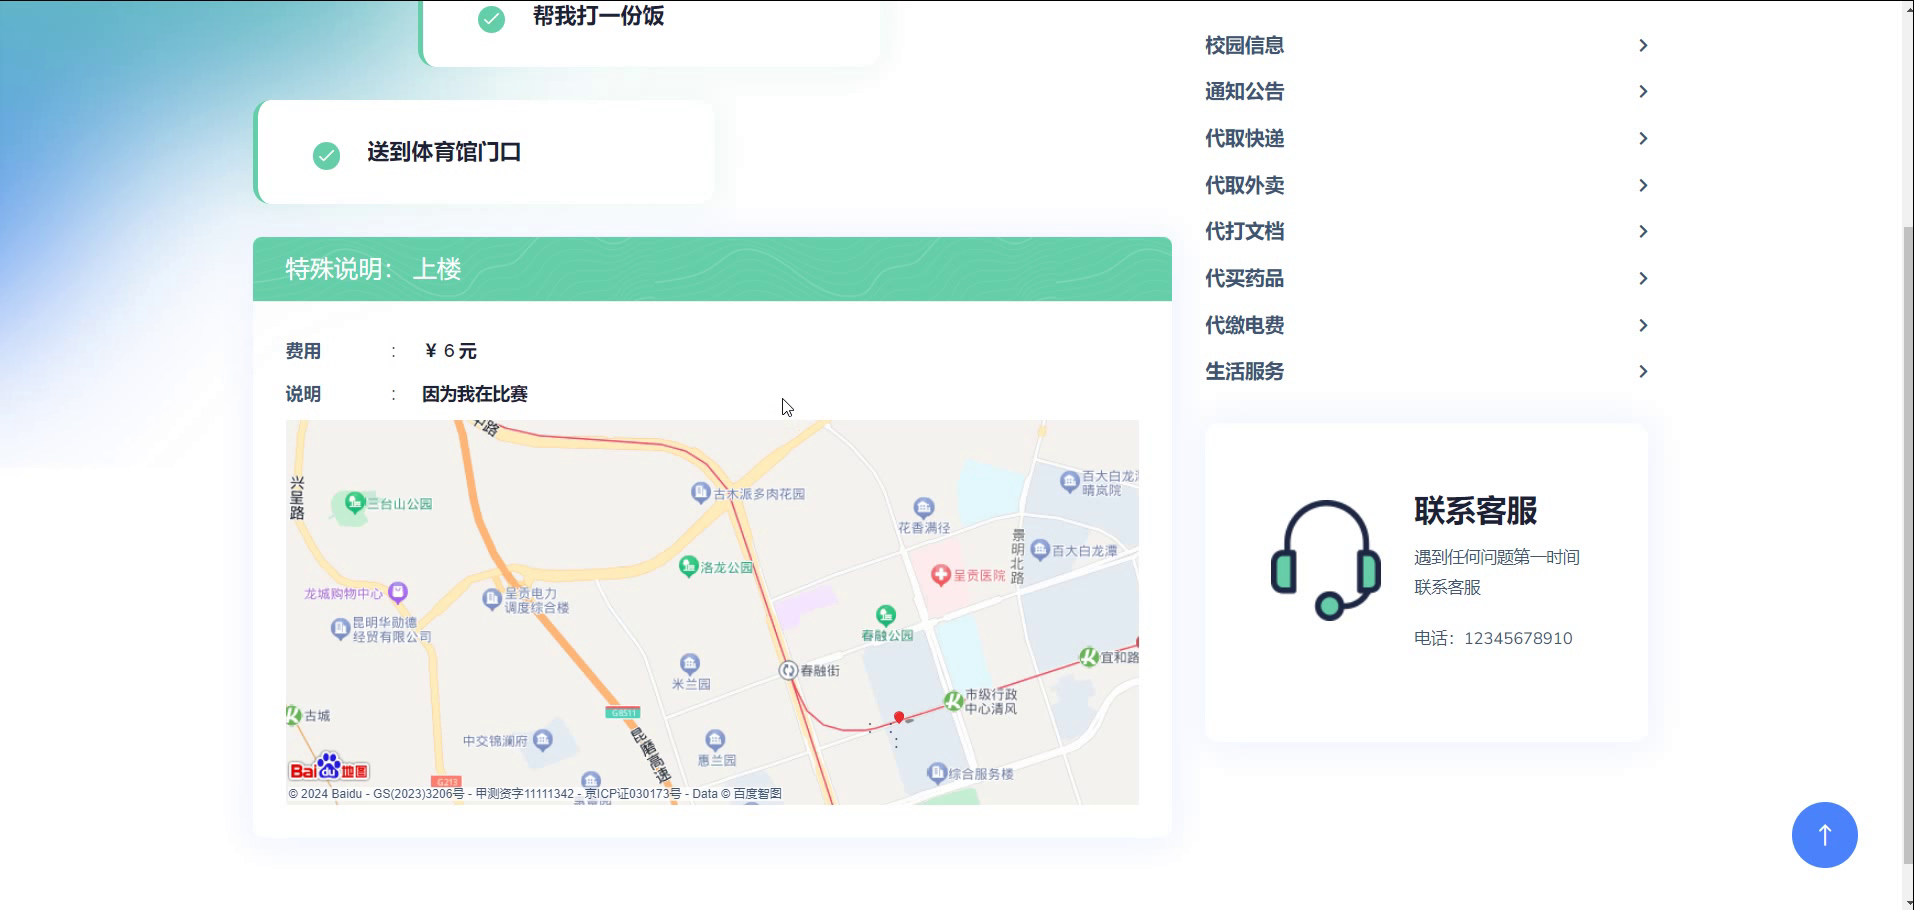 帮我打一份饭
送到体育馆门口
特殊说明： 上楼
费用 : ¥ 6 元
说明 : 因为我在比赛
兴呈路
三台山公园
古木派多肉花园
花香满径
百大白龙潭
晴岚院
景明北路
百大白龙潭
洛龙公园
呈贡医院
龙城购物中心
呈贡电力
调度综合楼
昆明华勋德
经贸有限公司
春融公园
米兰园
春融街
宜和路
市级行政
中心清风
古城
G8511
中交锦澜府
昆磨高速
惠兰园
综合服务楼
G213
Bai du 地图
© 2024 Baidu - GS(2023)3206号 - 甲测资字11111342 - 京ICP证030173号 - Data © 百度智图
校园信息
通知公告
代取快递
代取外卖
代打文档
代买药品
代缴电费
生活服务
联系客服
遇到任何问题第一时间
联系客服
电话：12345678910